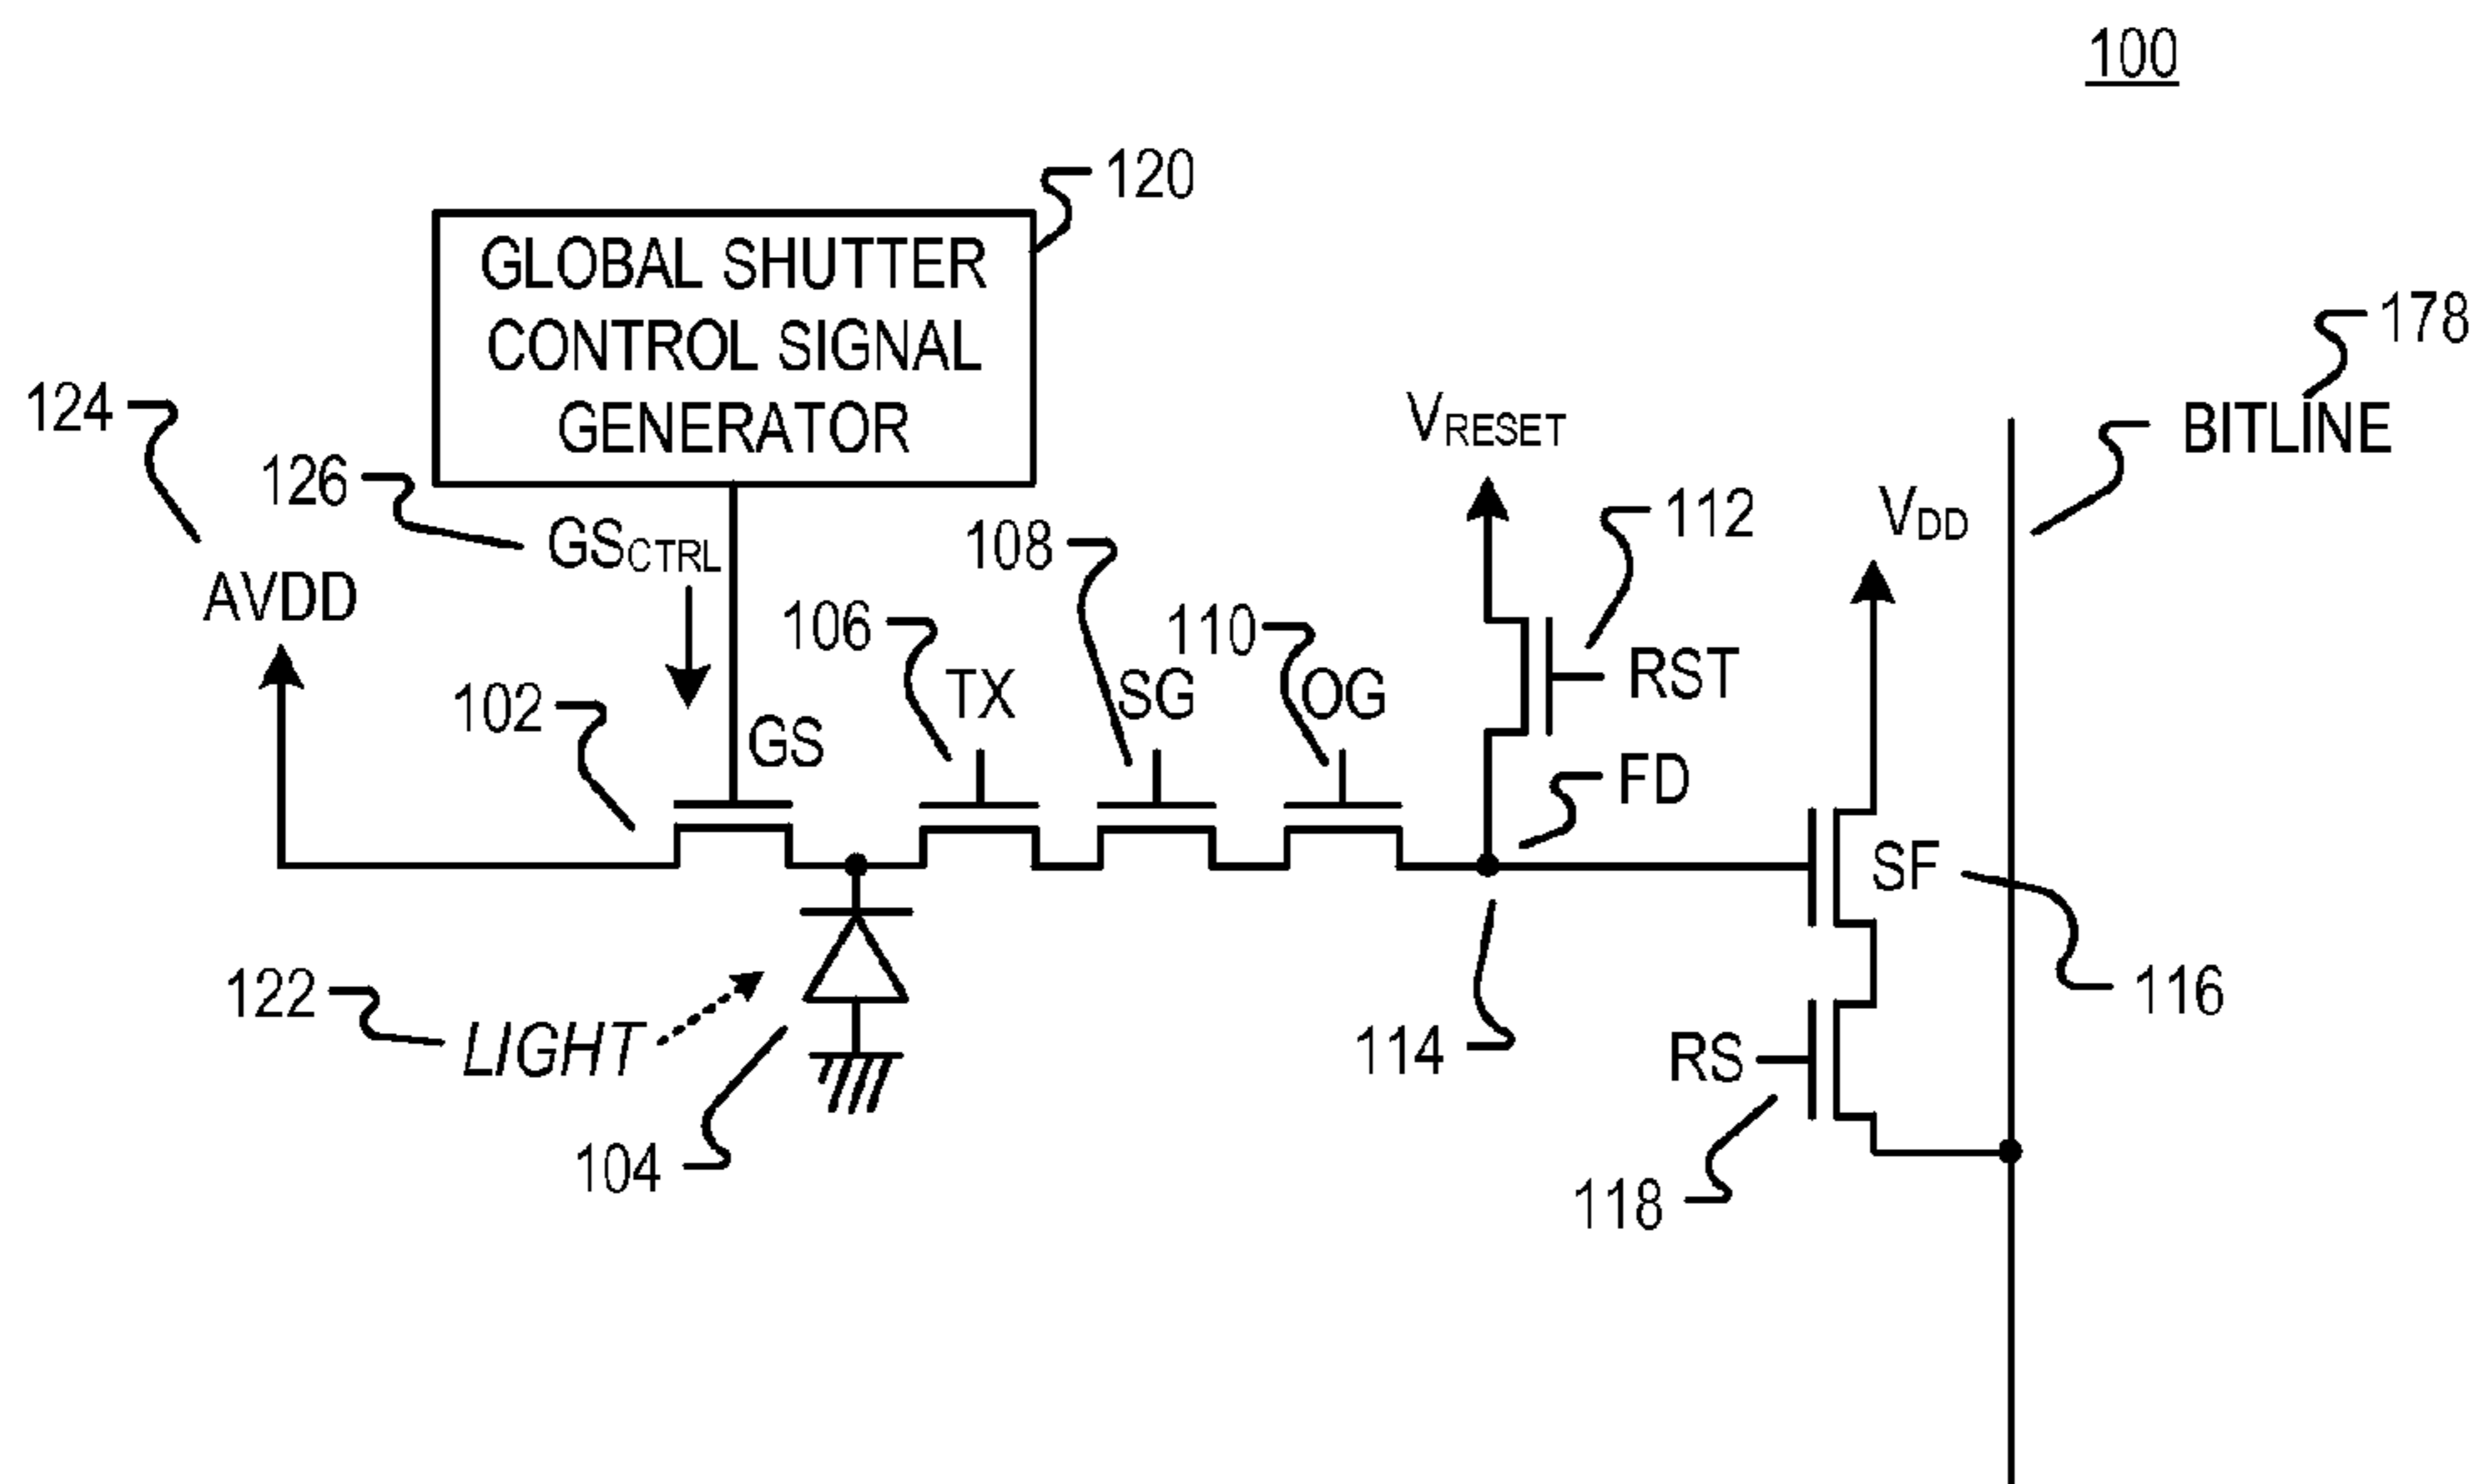 100
120
GLOBAL SHUTTER
CONTROL SIGNAL
GENERATOR
178
BITLINE
124
126
GSCTRL
AVDD
VRESET
VDD
112
108
106
110
TX
SG
OG
RST
102
GS
FD
SF
122
LIGHT
104
114
116
RS
118